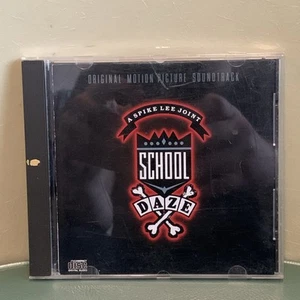 ORIGINAL MOTION PICTURE SOUNDTRACK
A SPIKE LEE JOINT
SCHOOL
DAZE